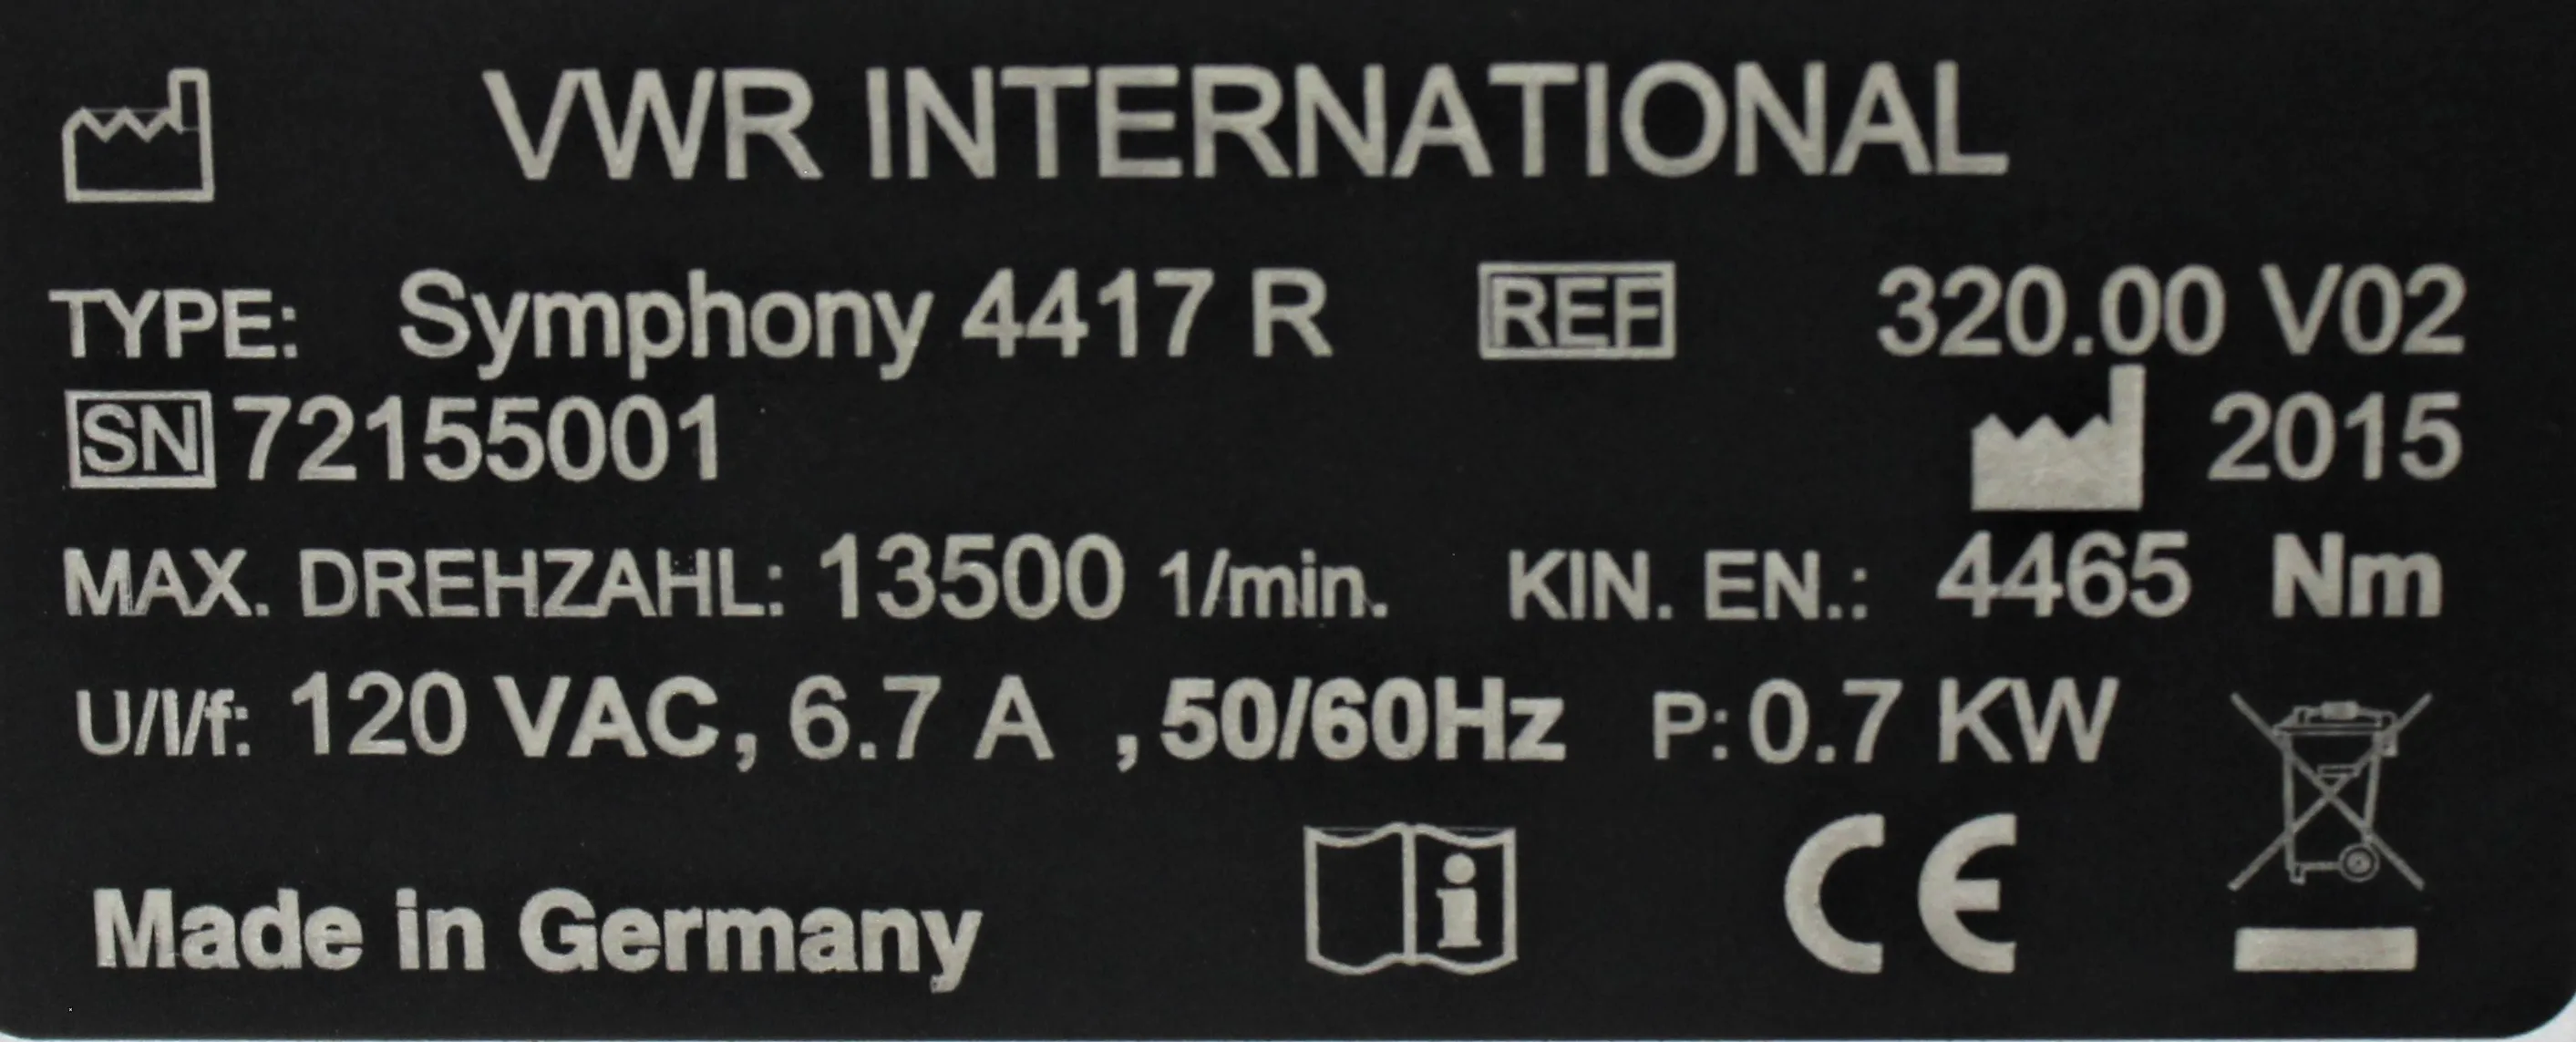 VWR INTERNATIONAL
TYPE: Symphony 4417 R REF 320.00 V02
SN 72155001 2015
MAX. DREHZAHL: 13500 1/min. KIN. EN.: 4465 Nm
U/I/f: 120 VAC, 6.7 A , 50/60Hz P: 0.7 KW
Made in Germany i CE